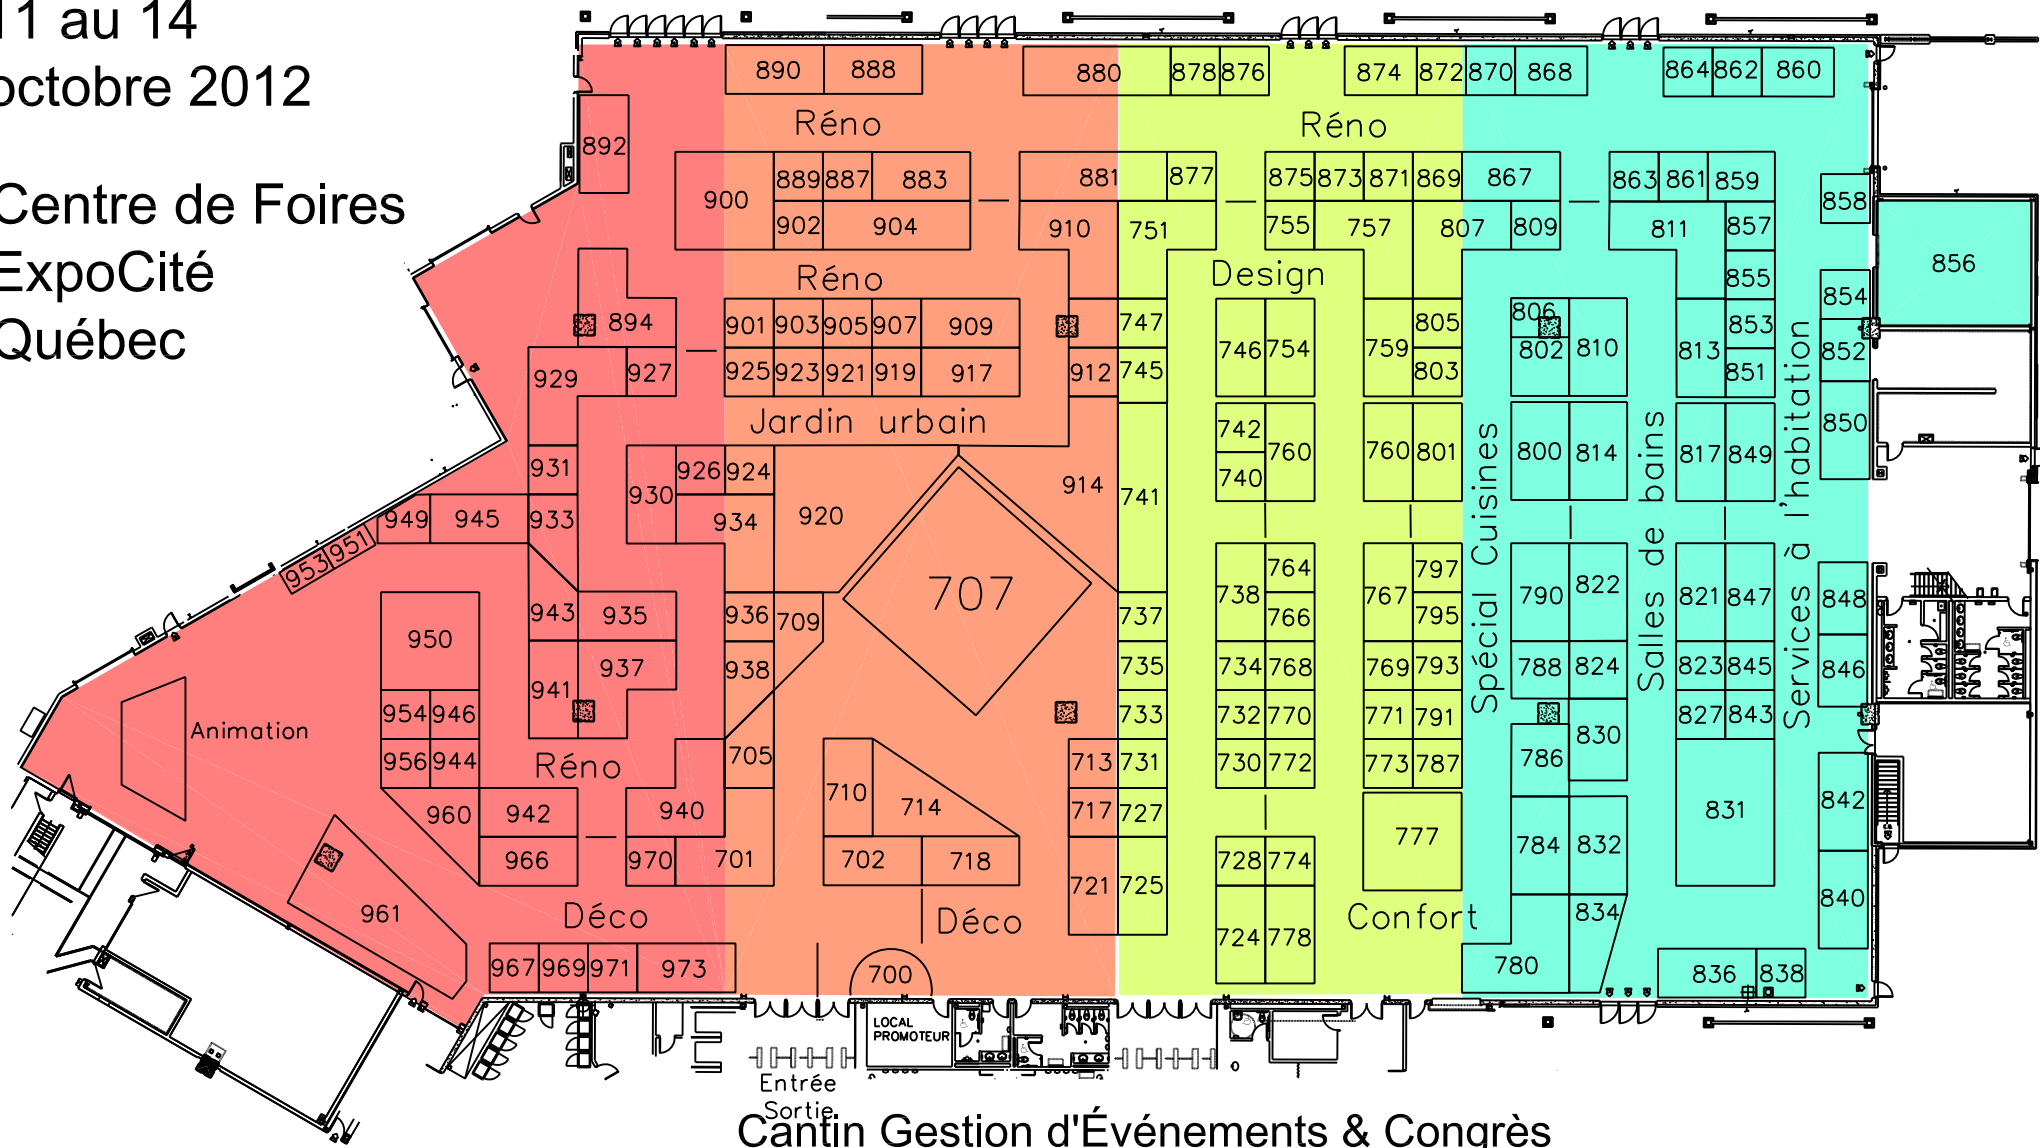 11 au 14
octobre 2012
Centre de Foires
ExpoCité
Québec
890 888 880 878 876 874 872 870 868 864 862 860
Réno Réno
892
889 887 883 881 877 875 873 871 869 867 863 861 859
858
900
902 904 910 751 755 757 807 809 811 857
856
Réno Design
855
854
894
901 903 905 907 909 747 805 806 853
746 754 759 802 810 813 852
929 927 925 923 921 919 917 912 745 803 851
Jardin urbain
742 850
760 760 801 800 814 817 849
931 926 924 740
930 914 741
949 945 933 934 920
953 951
Spécial Cuisines
Salles de bains
Services à l'habitation
764 797
738 767 790 822 821 847 848
707
943 935 936 709 737 766 795
950
941 937 938 735 734 768 769 793 788 824 823 845 846
954 946 733 732 770 771 791 827 843
Animation
830
956 944 Réno 705 713 731 730 772 773 787 786
710 714
960 942 940 717 727 842
777 831
966 970 701 702 718 728 774 784 832
721 725 840
961 Déco Déco Confort 834
724 778
967 969 971 973 700 780 836 838
LOCAL
PROMOTEUR
Entrée
Sortie
Cantin Gestion d'Événements & Congrès